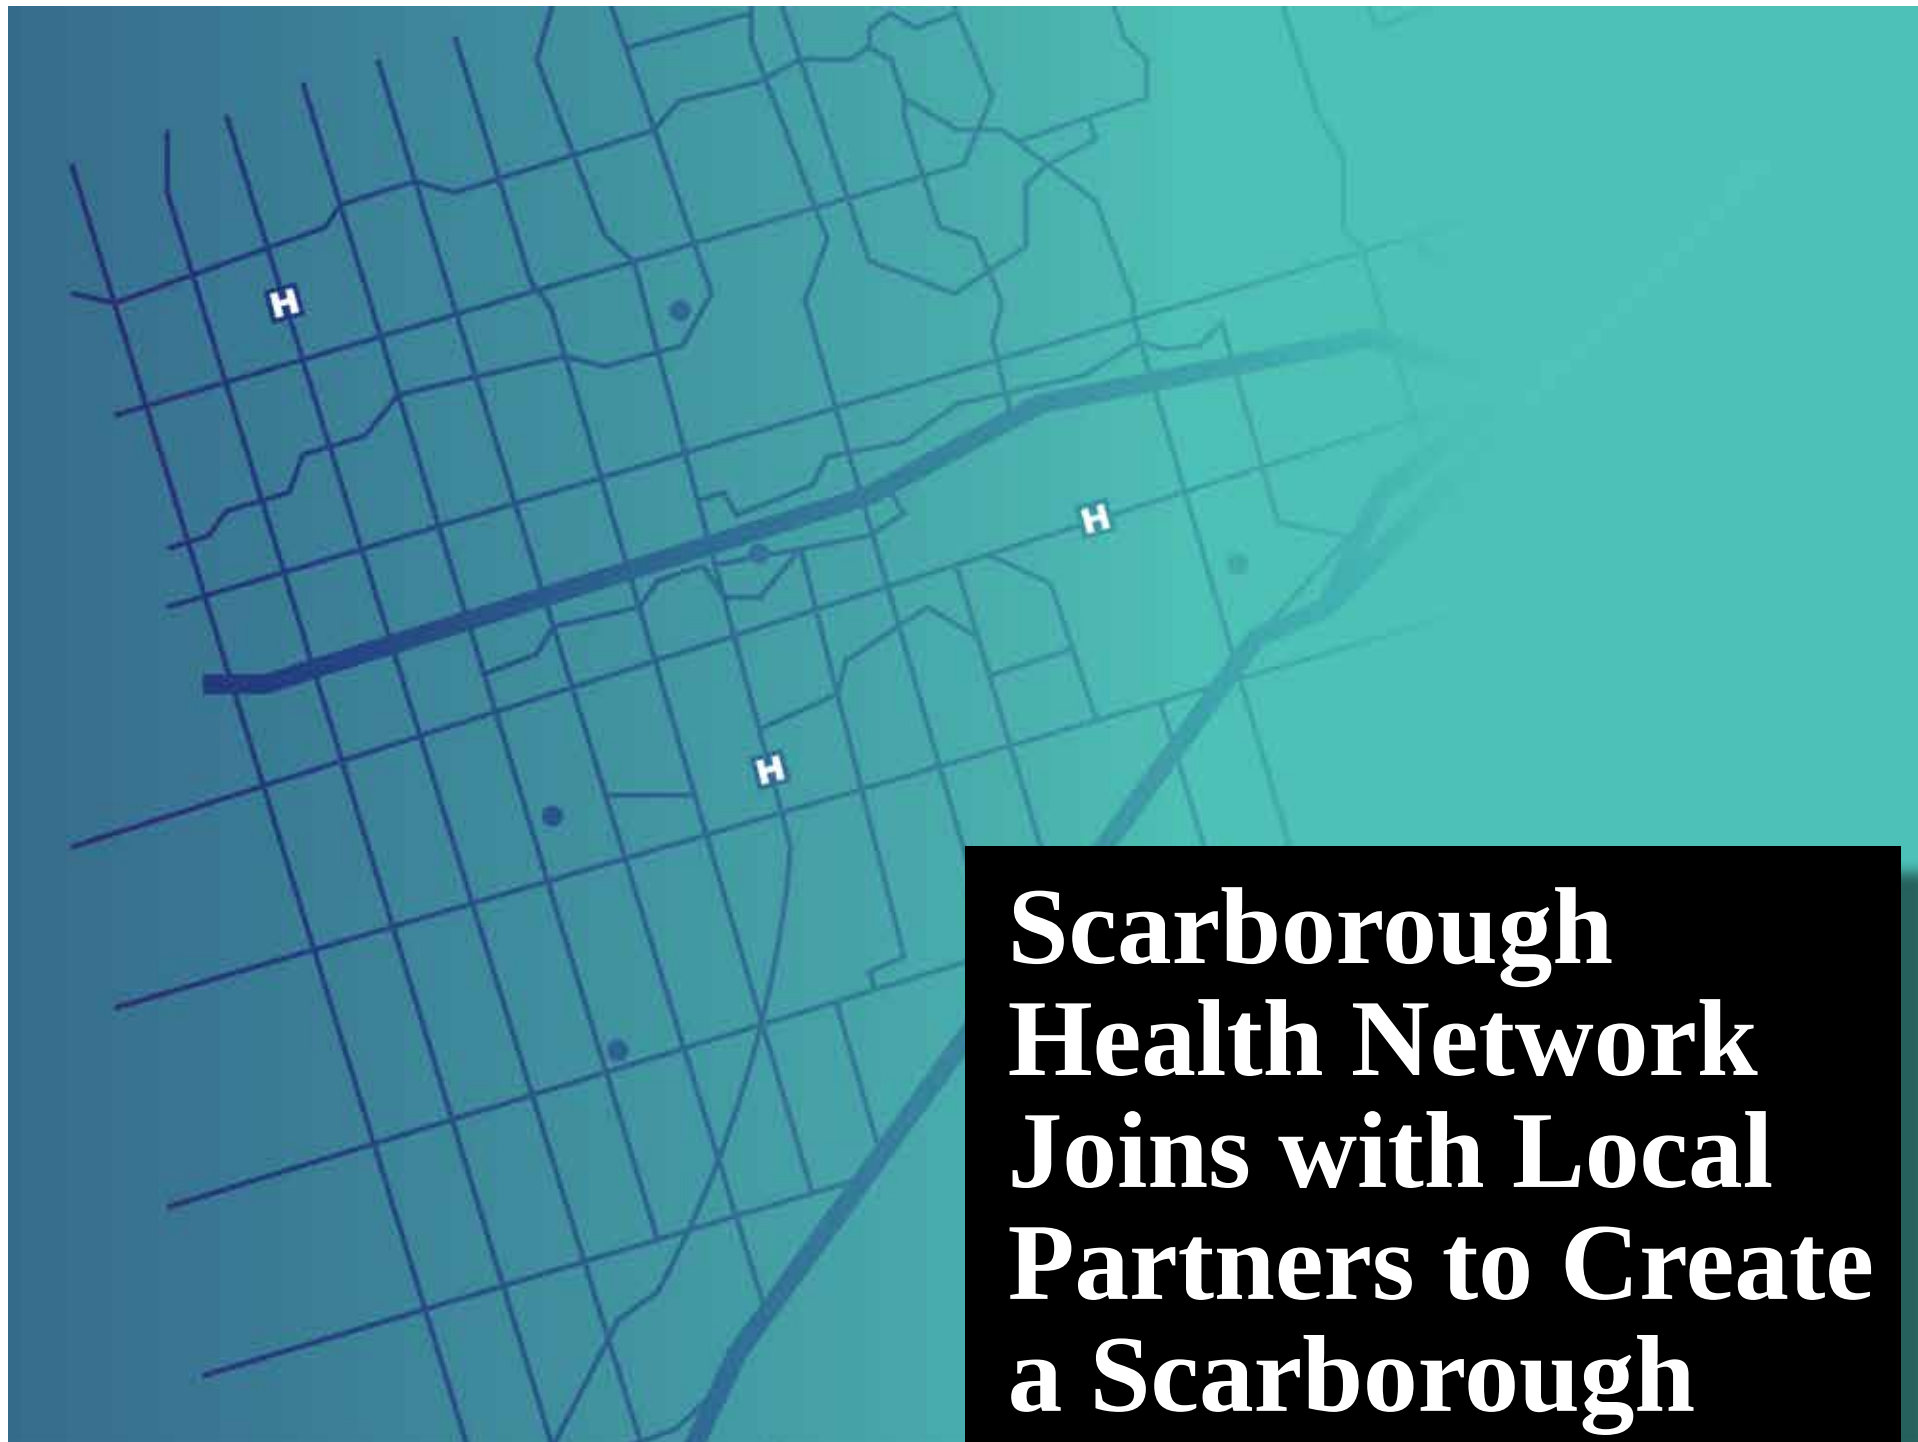 H
H
H
Scarborough
Health Network
Joins with Local
Partners to Create
a Scarborough